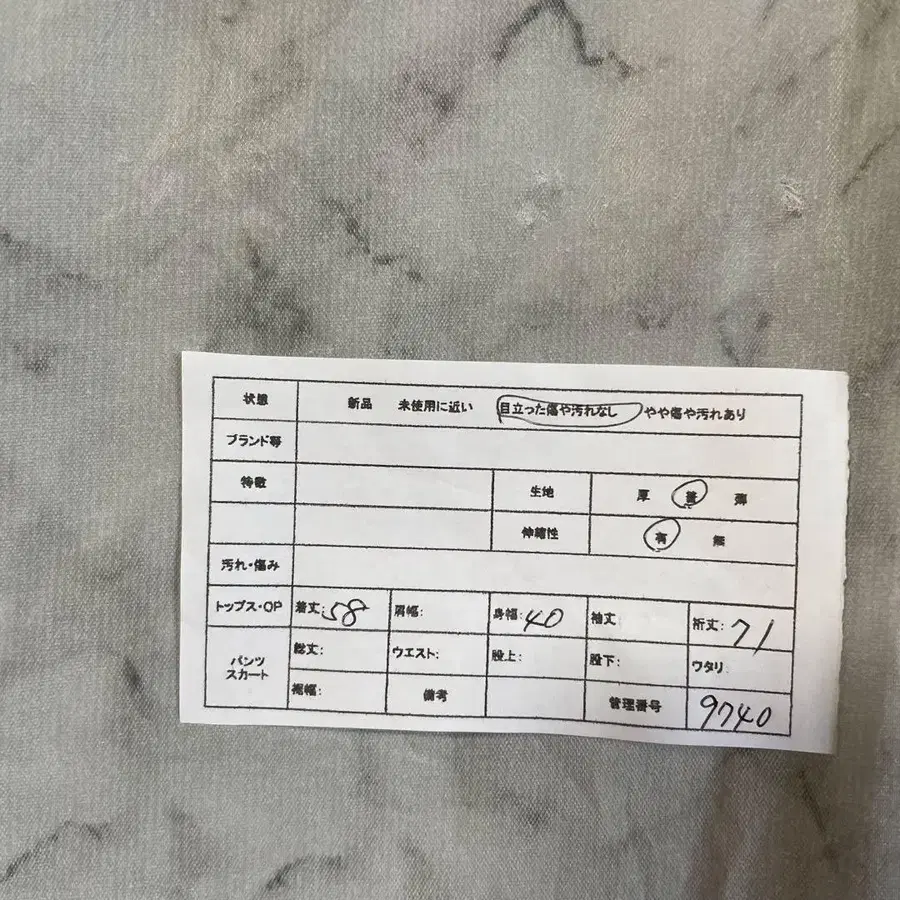 状態 新品 未使用に近い 目立った傷や汚れなし やや傷や汚れあり
ブランド等
特徴 生地 厚 普 薄
伸縮性 有 無
汚れ・傷み
トップス・OP 着丈:58 肩幅: 身幅:40 袖丈 裄丈:71
パンツ スカート 総丈: ウエスト: 股上: 股下: ワタリ:
裾幅: 備考 管理番号 9740